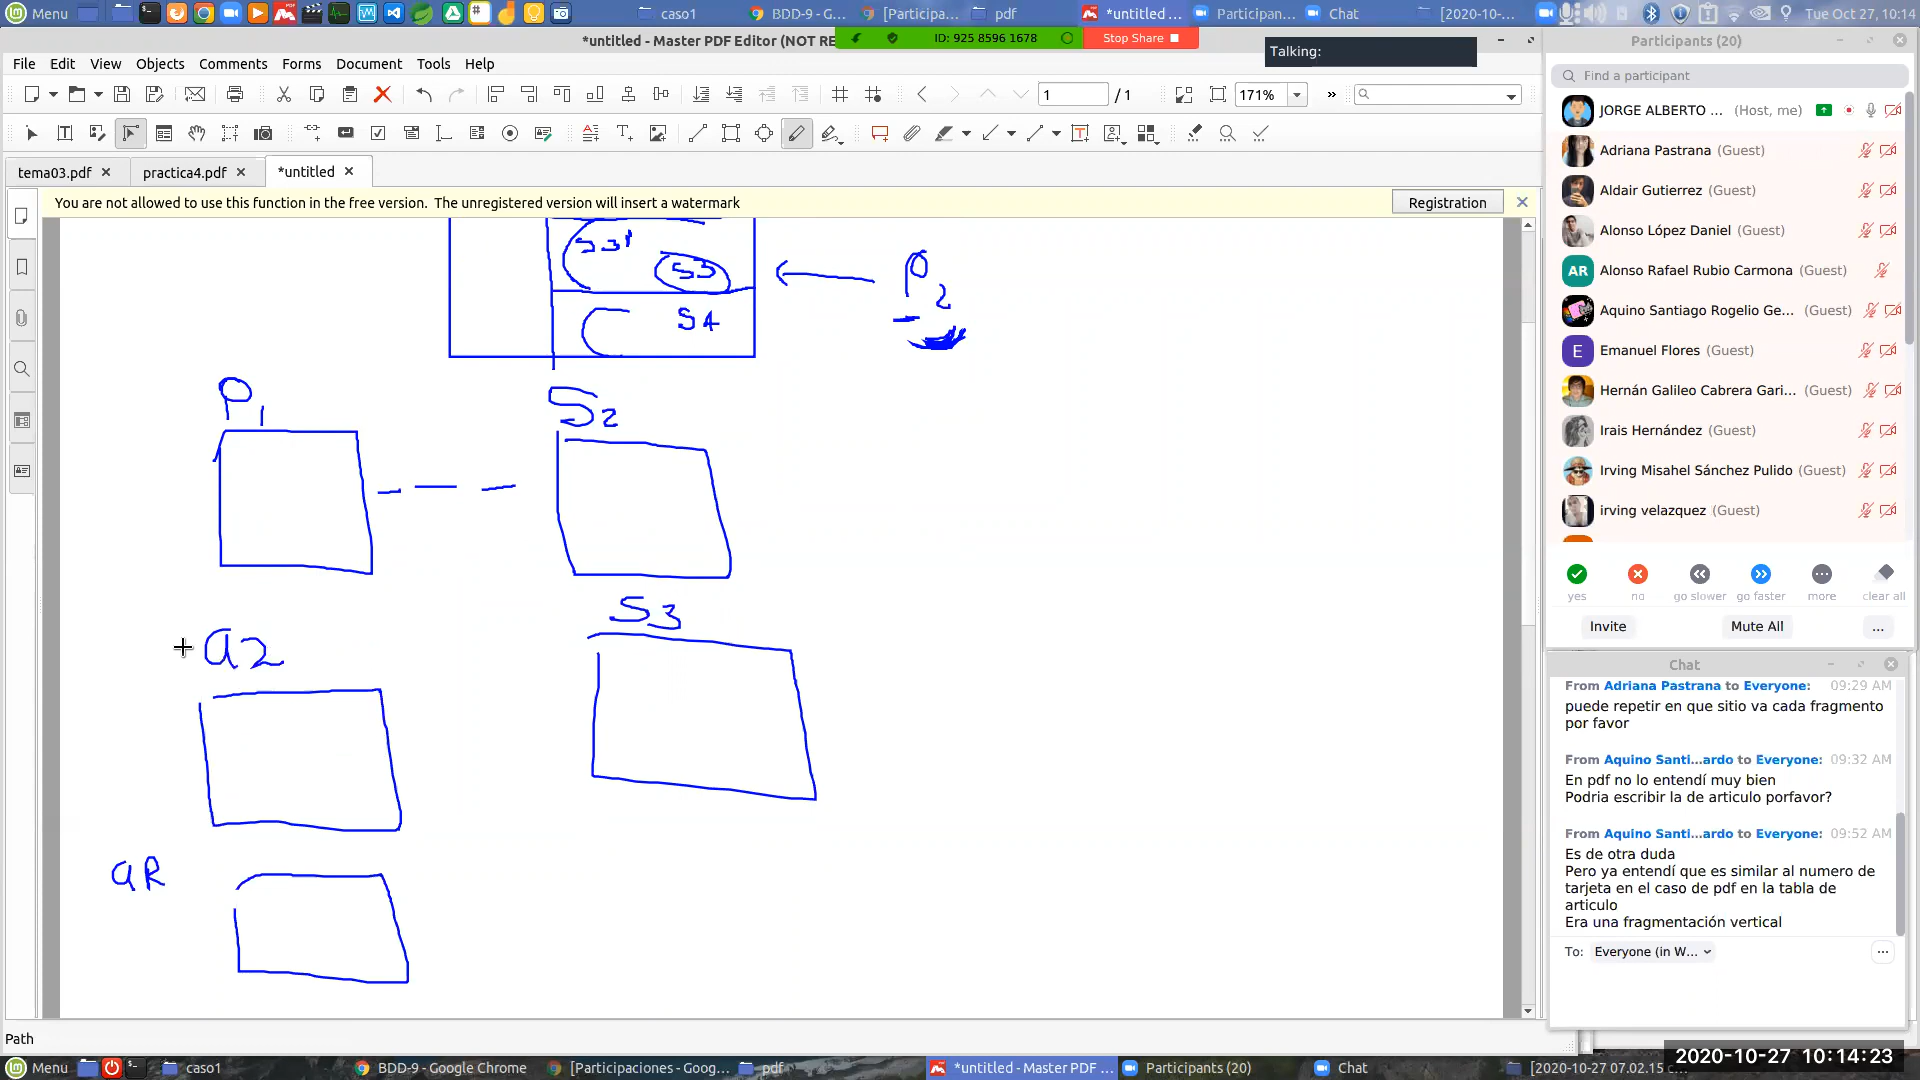 Menu
caso1
BDD-9 - G...
[Participa...
pdf
*untitled ...
Participan...
Chat
[2020-10-...
Tue Oct 27, 10:14
*untitled - Master PDF Editor (NOT RE
ID: 925 8596 1678
Stop Share
Talking:
File Edit View Objects Comments Forms Document Tools Help
1 / 1
171%
tema03.pdf
practica4.pdf
*untitled
You are not allowed to use this function in the free version. The unregistered version will insert a watermark
Registration
S3'
S3
S4
P2
P1
S2
S3
a2
aR
Path
Participants (20)
Find a participant
JORGE ALBERTO ... (Host, me)
Adriana Pastrana (Guest)
Aldair Gutierrez (Guest)
Alonso López Daniel (Guest)
AR
Alonso Rafael Rubio Carmona (Guest)
Aquino Santiago Rogelio Ge... (Guest)
E
Emanuel Flores (Guest)
Hernán Galileo Cabrera Gari... (Guest)
Irais Hernández (Guest)
Irving Misahel Sánchez Pulido (Guest)
irving velazquez (Guest)
yes no go slower go faster more clear all
Invite Mute All ...
Chat
From Adriana Pastrana to Everyone: 09:29 AM
puede repetir en que sitio va cada fragmento
por favor
From Aquino Santi...ardo to Everyone: 09:32 AM
En pdf no lo entendí muy bien
Podria escribir la de articulo porfavor?
From Aquino Santi...ardo to Everyone: 09:52 AM
Es de otra duda
Pero ya entendí que es similar al numero de
tarjeta en el caso de pdf en la tabla de
articulo
Era una fragmentación vertical
To: Everyone (in W...
Menu
caso1
BDD-9 - Google Chrome
[Participaciones - Goog...
pdf
*untitled - Master PDF ...
Participants (20)
Chat
[2020-10-27 07.02.15 c...
2020-10-27 10:14:23